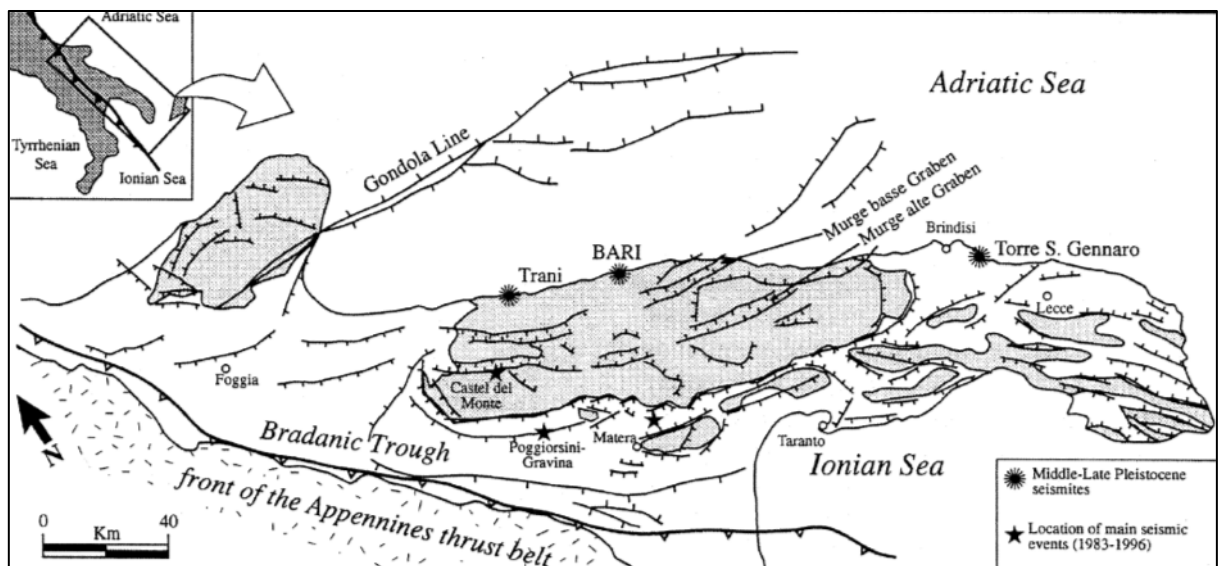 Adriatic Sea
Tyrrhenian
Sea
Ionian Sea
Adriatic Sea
Gondola Line
Murge basse Graben
Murge alte Graben
Brindisi
Torre S. Gennaro
BARI
Trani
Lecce
Foggia
Castel del
Monte
Poggiorsini-
Gravina
Matera
Taranto
Ionian Sea
Bradanic Trough
front of the Appennines thrust belt
N
0 Km 40
Middle-Late Pleistocene
seismites
Location of main seismic
events (1983-1996)